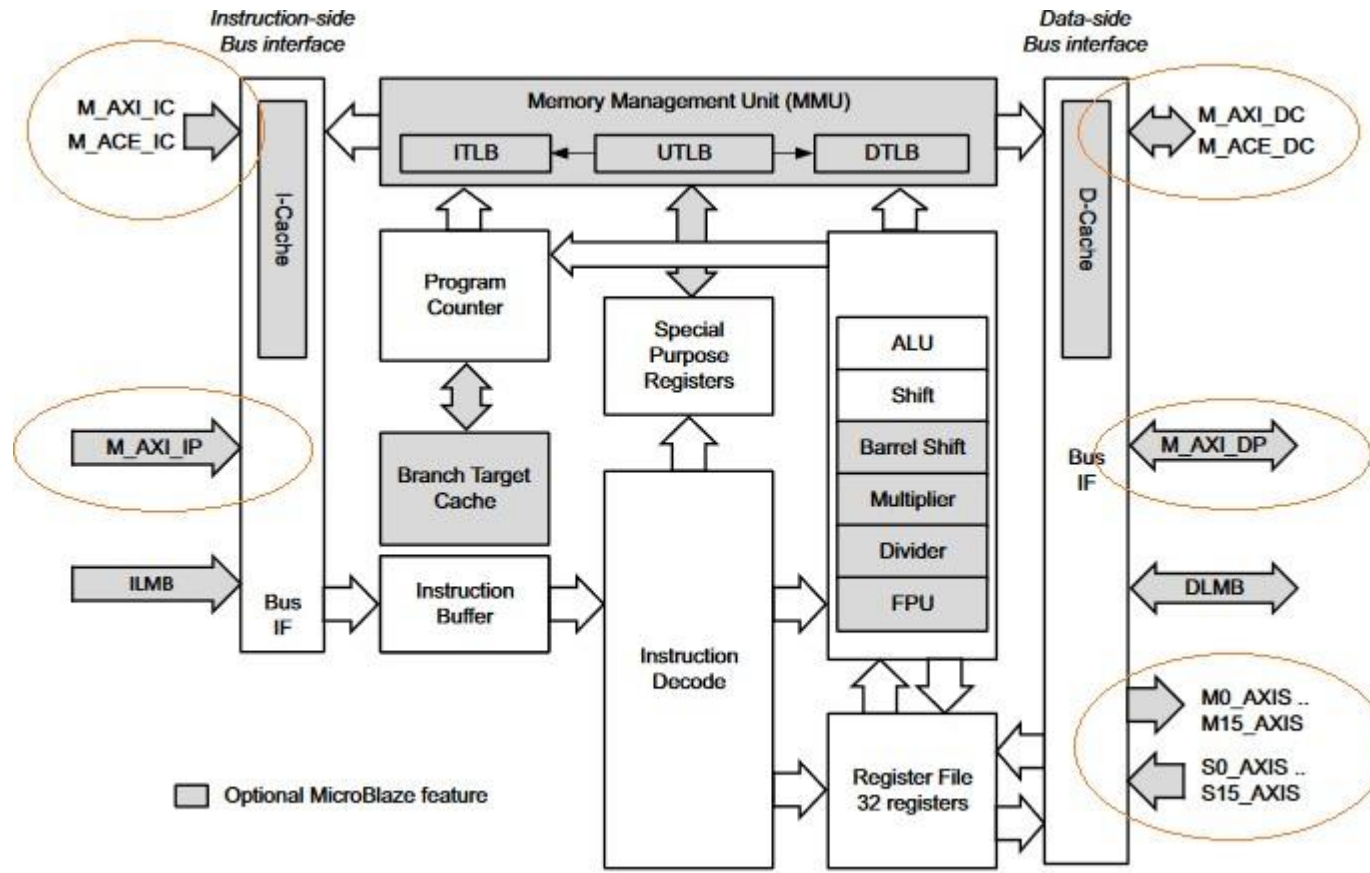 Instruction-side
Bus interface
Data-side
Bus interface
M_AXI_IC
M_ACE_IC
I-Cache
Memory Management Unit (MMU)
ITLB
UTLB
DTLB
D-Cache
M_AXI_DC
M_ACE_DC
Program
Counter
Special
Purpose
Registers
ALU
Shift
Barrel Shift
Multiplier
Divider
FPU
M_AXI_IP
Branch Target
Cache
Bus
IF
M_AXI_DP
ILMB
Bus
IF
Instruction
Buffer
Instruction
Decode
DLMB
M0_AXIS ..
M15_AXIS
S0_AXIS ..
S15_AXIS
Register File
32 registers
Optional MicroBlaze feature